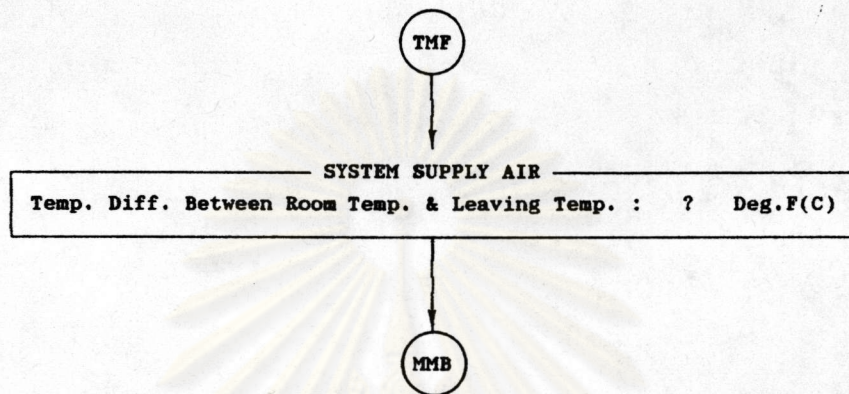 TMF
SYSTEM SUPPLY AIR
Temp. Diff. Between Room Temp. & Leaving Temp. : ? Deg.F(C)
MMB